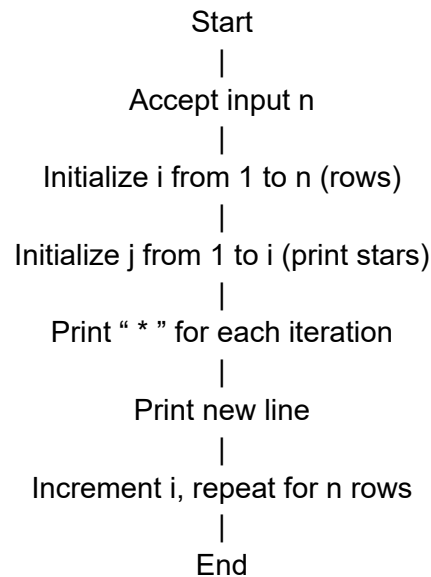 Start
|
Accept input n
|
Initialize i from 1 to n (rows)
|
Initialize j from 1 to i (print stars)
|
Print “ * ” for each iteration
|
Print new line
|
Increment i, repeat for n rows
|
End